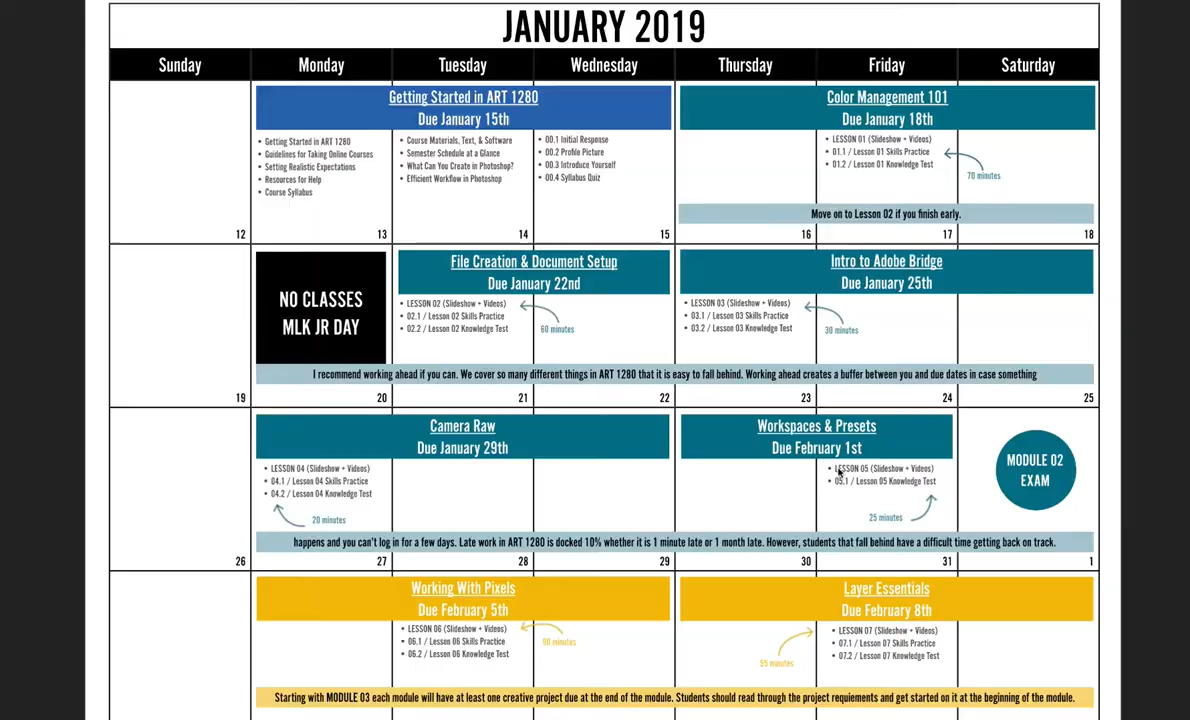 JANUARY 2019
Sunday Monday Tuesday Wednesday Thursday Friday Saturday
Getting Started in ART 1280
Due January 15th
• Getting Started in ART 1280
• Guidelines for Taking Online Courses
• Setting Realistic Expectations
• Resources for Help
• Course Syllabus
• Course Materials, Text, & Software
• Semester Schedule at a Glance
• What Can You Create in Photoshop?
• Efficient Workflow in Photoshop
• 00.1 Initial Response
• 00.2 Profile Picture
• 00.3 Introduce Yourself
• 00.4 Syllabus Quiz
Color Management 101
Due January 18th
• LESSON 01 (Slideshow + Videos)
• 01.1 / Lesson 01 Skills Practice
• 01.2 / Lesson 01 Knowledge Test
70 minutes
Move on to Lesson 02 if you finish early.
12 13 14 15 16 17 18
NO CLASSES
MLK JR DAY
File Creation & Document Setup
Due January 22nd
• LESSON 02 (Slideshow + Videos)
• 02.1 / Lesson 02 Skills Practice
• 02.2 / Lesson 02 Knowledge Test
60 minutes
Intro to Adobe Bridge
Due January 25th
• LESSON 03 (Slideshow + Videos)
• 03.1 / Lesson 03 Skills Practice
• 03.2 / Lesson 03 Knowledge Test
30 minutes
I recommend working ahead if you can. We cover so many different things in ART 1280 that it is easy to fall behind. Working ahead creates a buffer between you and due dates in case something
19 20 21 22 23 24 25
Camera Raw
Due January 29th
• LESSON 04 (Slideshow + Videos)
• 04.1 / Lesson 04 Skills Practice
• 04.2 / Lesson 04 Knowledge Test
20 minutes
Workspaces & Presets
Due February 1st
• LESSON 05 (Slideshow + Videos)
• 05.1 / Lesson 05 Knowledge Test
25 minutes
MODULE 02
EXAM
happens and you can't log in for a few days. Late work in ART 1280 is docked 10% whether it is 1 minute late or 1 month late. However, students that fall behind have a difficult time getting back on track.
26 27 28 29 30 31 1
Working With Pixels
Due February 5th
• LESSON 06 (Slideshow + Videos)
• 06.1 / Lesson 06 Skills Practice
• 06.2 / Lesson 06 Knowledge Test
90 minutes
Layer Essentials
Due February 8th
• LESSON 07 (Slideshow + Videos)
• 07.1 / Lesson 07 Skills Practice
• 07.2 / Lesson 07 Knowledge Test
55 minutes
Starting with MODULE 03 each module will have at least one creative project due at the end of the module. Students should read through the project requiements and get started on it at the beginning of the module.